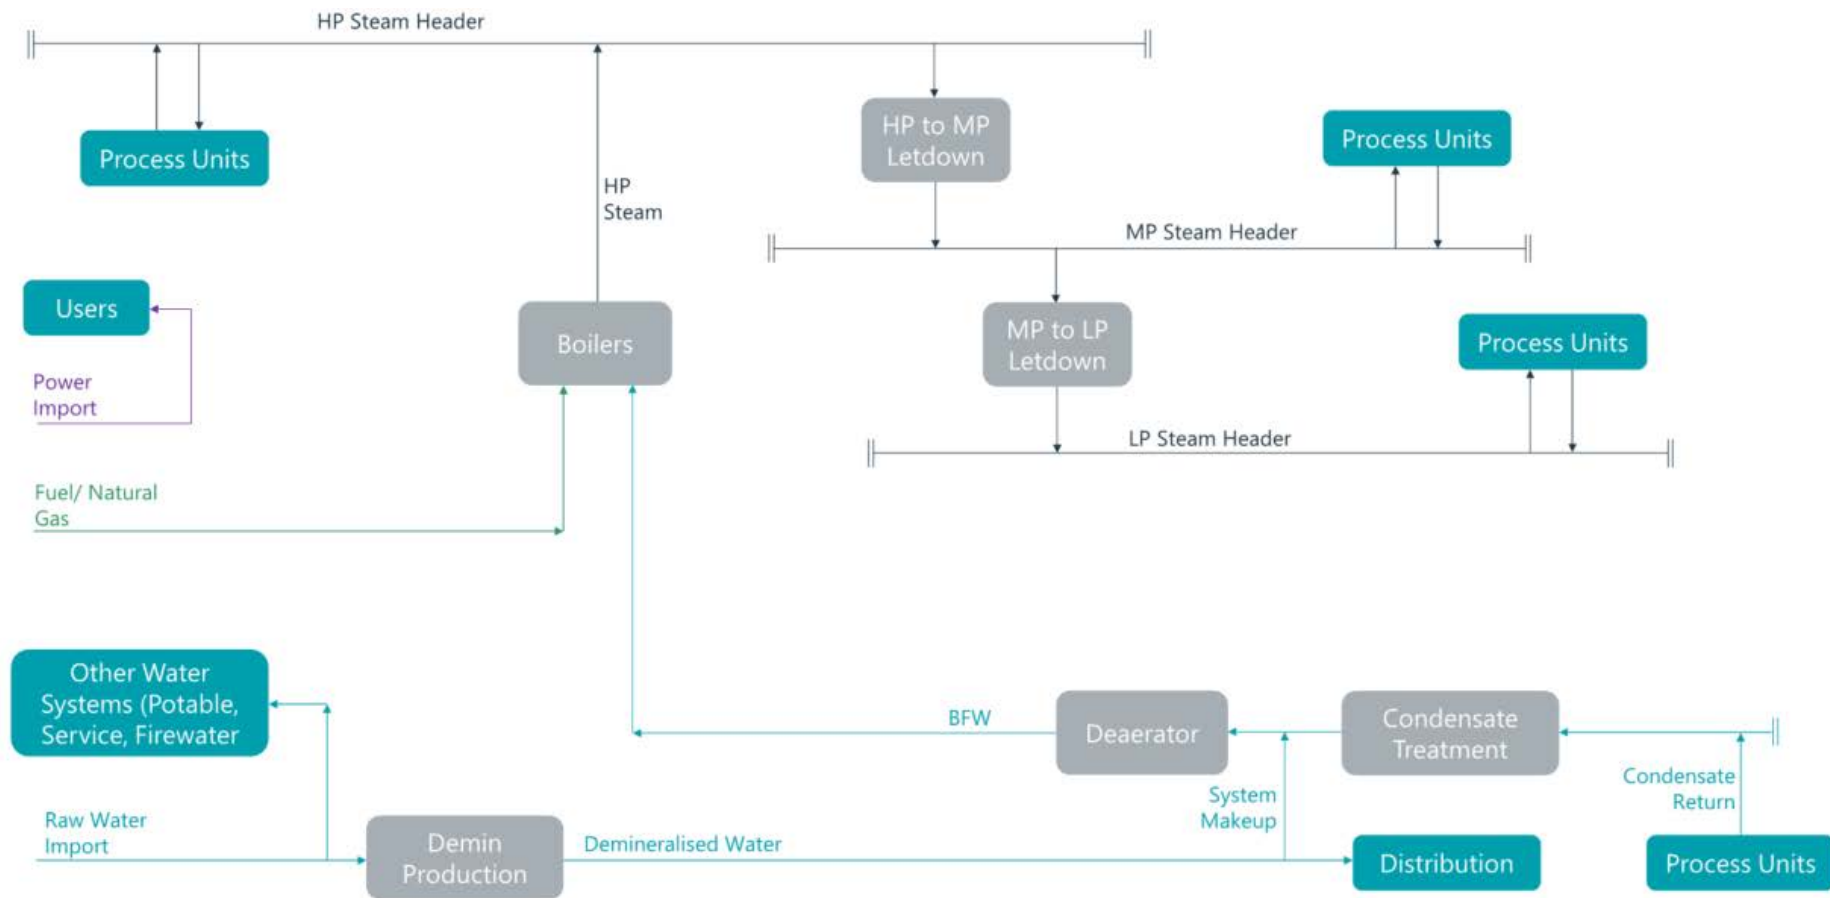 HP Steam Header
Process Units
HP to MP
Letdown
Process Units
HP
Steam
MP Steam Header
Users
Boilers
MP to LP
Letdown
Process Units
Power
Import
LP Steam Header
Fuel/ Natural
Gas
Other Water
Systems (Potable,
Service, Firewater
BFW
Deaerator
Condensate
Treatment
Condensate
Return
System
Makeup
Raw Water
Import
Demin
Production
Demineralised Water
Distribution
Process Units